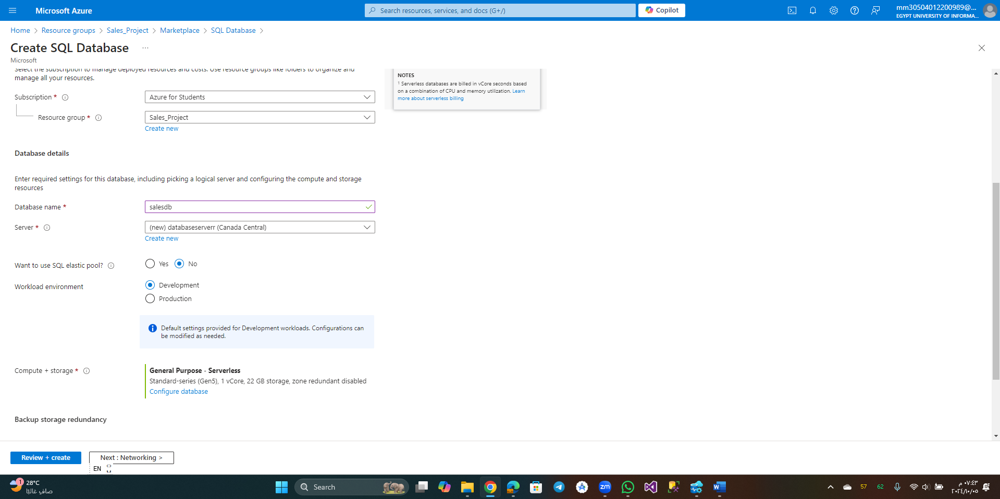 Microsoft Azure
Search resources, services, and docs (G+/)
Copilot
mm30504012200989@...
EGYPT UNIVERSITY OF INFORMA...
Home > Resource groups > Sales_Project > Marketplace > SQL Database >
Create SQL Database ...
Microsoft
Select the subscription to manage deployed resources and costs. Use resource groups like folders to organize and
manage all your resources.
Subscription *
Azure for Students
Resource group *
Sales_Project
Create new
NOTES
1 Serverless databases are billed in vCore seconds based
on a combination of CPU and memory utilization. Learn
more about serverless billing
Database details
Enter required settings for this database, including picking a logical server and configuring the compute and storage
resources
Database name *
salesdb
Server *
(new) databaseserverr (Canada Central)
Create new
Want to use SQL elastic pool?
Yes
No
Workload environment
Development
Production
Default settings provided for Development workloads. Configurations can
be modified as needed.
Compute + storage *
General Purpose - Serverless
Standard-series (Gen5), 1 vCore, 22 GB storage, zone redundant disabled
Configure database
Backup storage redundancy
Review + create
Next : Networking >
EN
1
28°C
صافٍ غالبًا
Search
zm
W
57
62
٠٧:٤٣ م
٢٠٢٤/١٠/٠٥